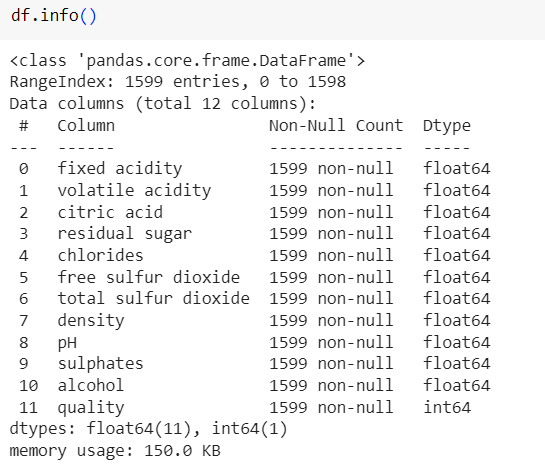 df.info()
<class 'pandas.core.frame.DataFrame'>
RangeIndex: 1599 entries, 0 to 1598
Data columns (total 12 columns):
 #   Column                Non-Null Count  Dtype
---  ------                --------------  -----
 0   fixed acidity         1599 non-null   float64
 1   volatile acidity      1599 non-null   float64
 2   citric acid           1599 non-null   float64
 3   residual sugar        1599 non-null   float64
 4   chlorides             1599 non-null   float64
 5   free sulfur dioxide   1599 non-null   float64
 6   total sulfur dioxide  1599 non-null   float64
 7   density               1599 non-null   float64
 8   pH                    1599 non-null   float64
 9   sulphates             1599 non-null   float64
 10  alcohol               1599 non-null   float64
 11  quality               1599 non-null   int64
dtypes: float64(11), int64(1)
memory usage: 150.0 KB